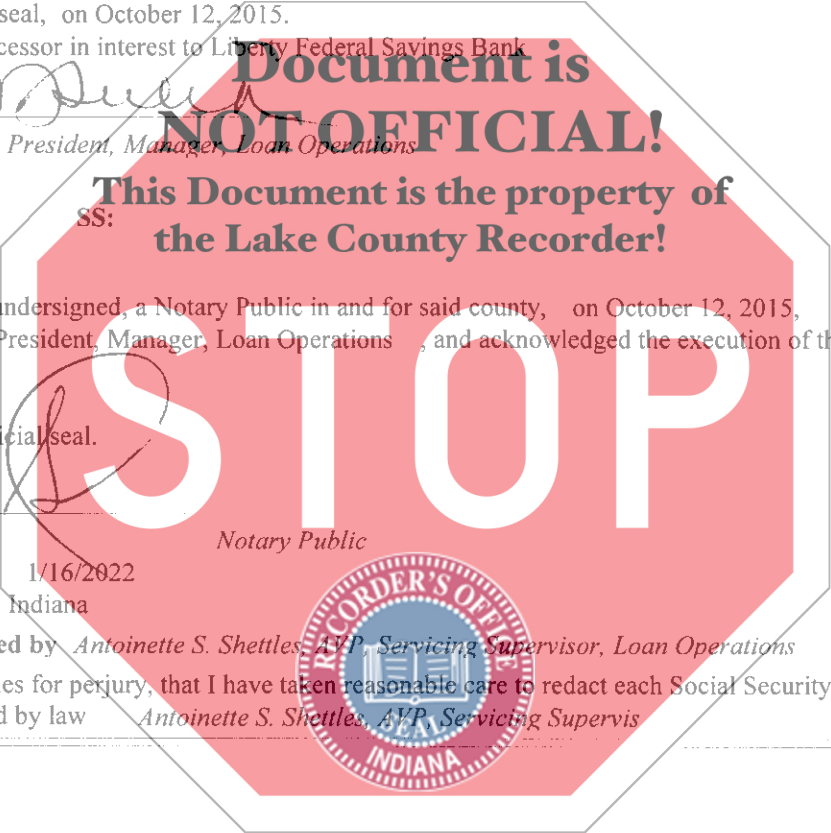 seal, on October 12, 2015.
cessor in interest to Liberty Federal Savings Bank
Document is
NOT OFFICIAL!
President, Manager, Loan Operations
This Document is the property of
SS:
the Lake County Recorder!
undersigned, a Notary Public in and for said county, on October 12, 2015,
President, Manager, Loan Operations , and acknowledged the execution of th
STOP
icial seal.
Notary Public
1/16/2022
Indiana
ed by Antoinette S. Shettles, AVP, Servicing Supervisor, Loan Operations
es for perjury, that I have taken reasonable care to redact each Social Security
d by law Antoinette S. Shettles, AVP, Servicing Supervis
RECORDER'S OFFICE
SEAL
INDIANA